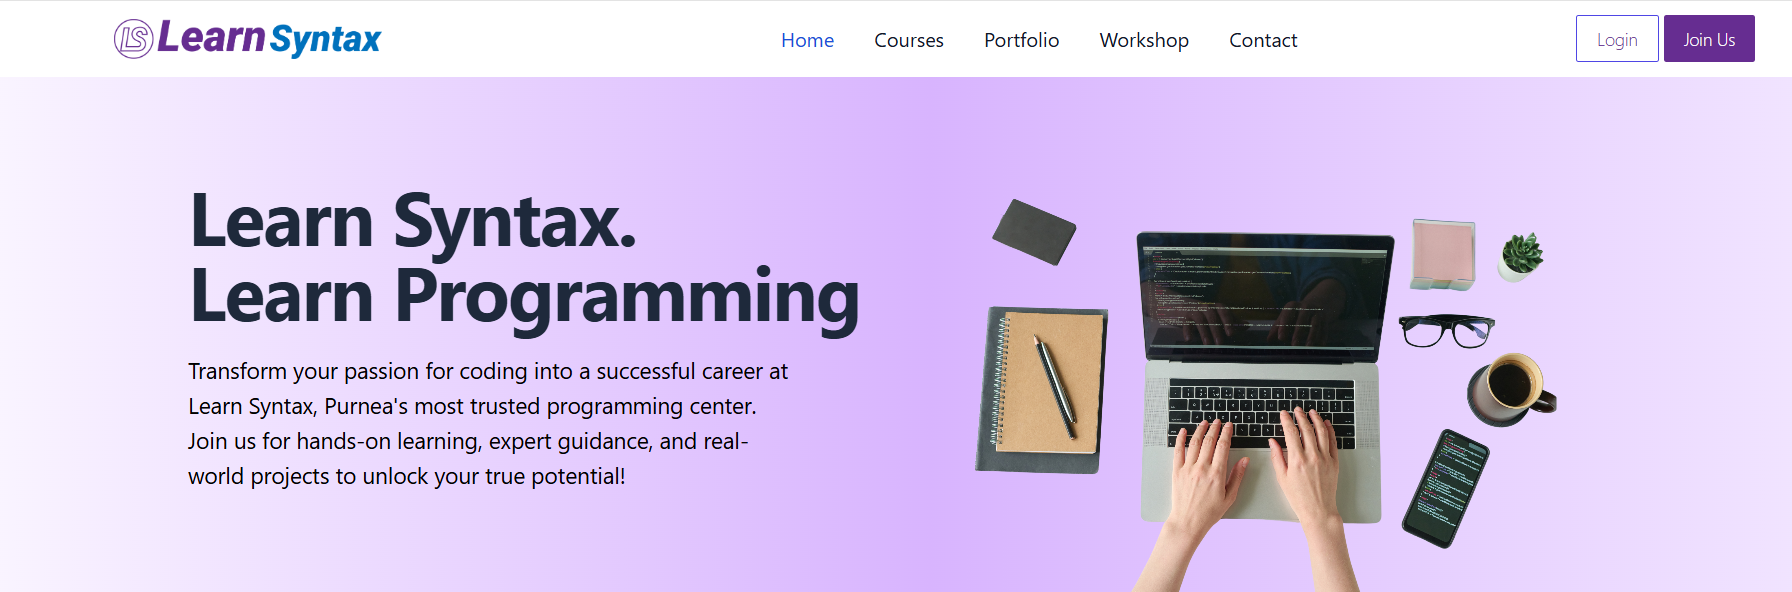 LS Learn Syntax
Home Courses Portfolio Workshop Contact
Login Join Us
Learn Syntax.
Learn Programming
Transform your passion for coding into a successful career at
Learn Syntax, Purnea's most trusted programming center.
Join us for hands-on learning, expert guidance, and real-
world projects to unlock your true potential!